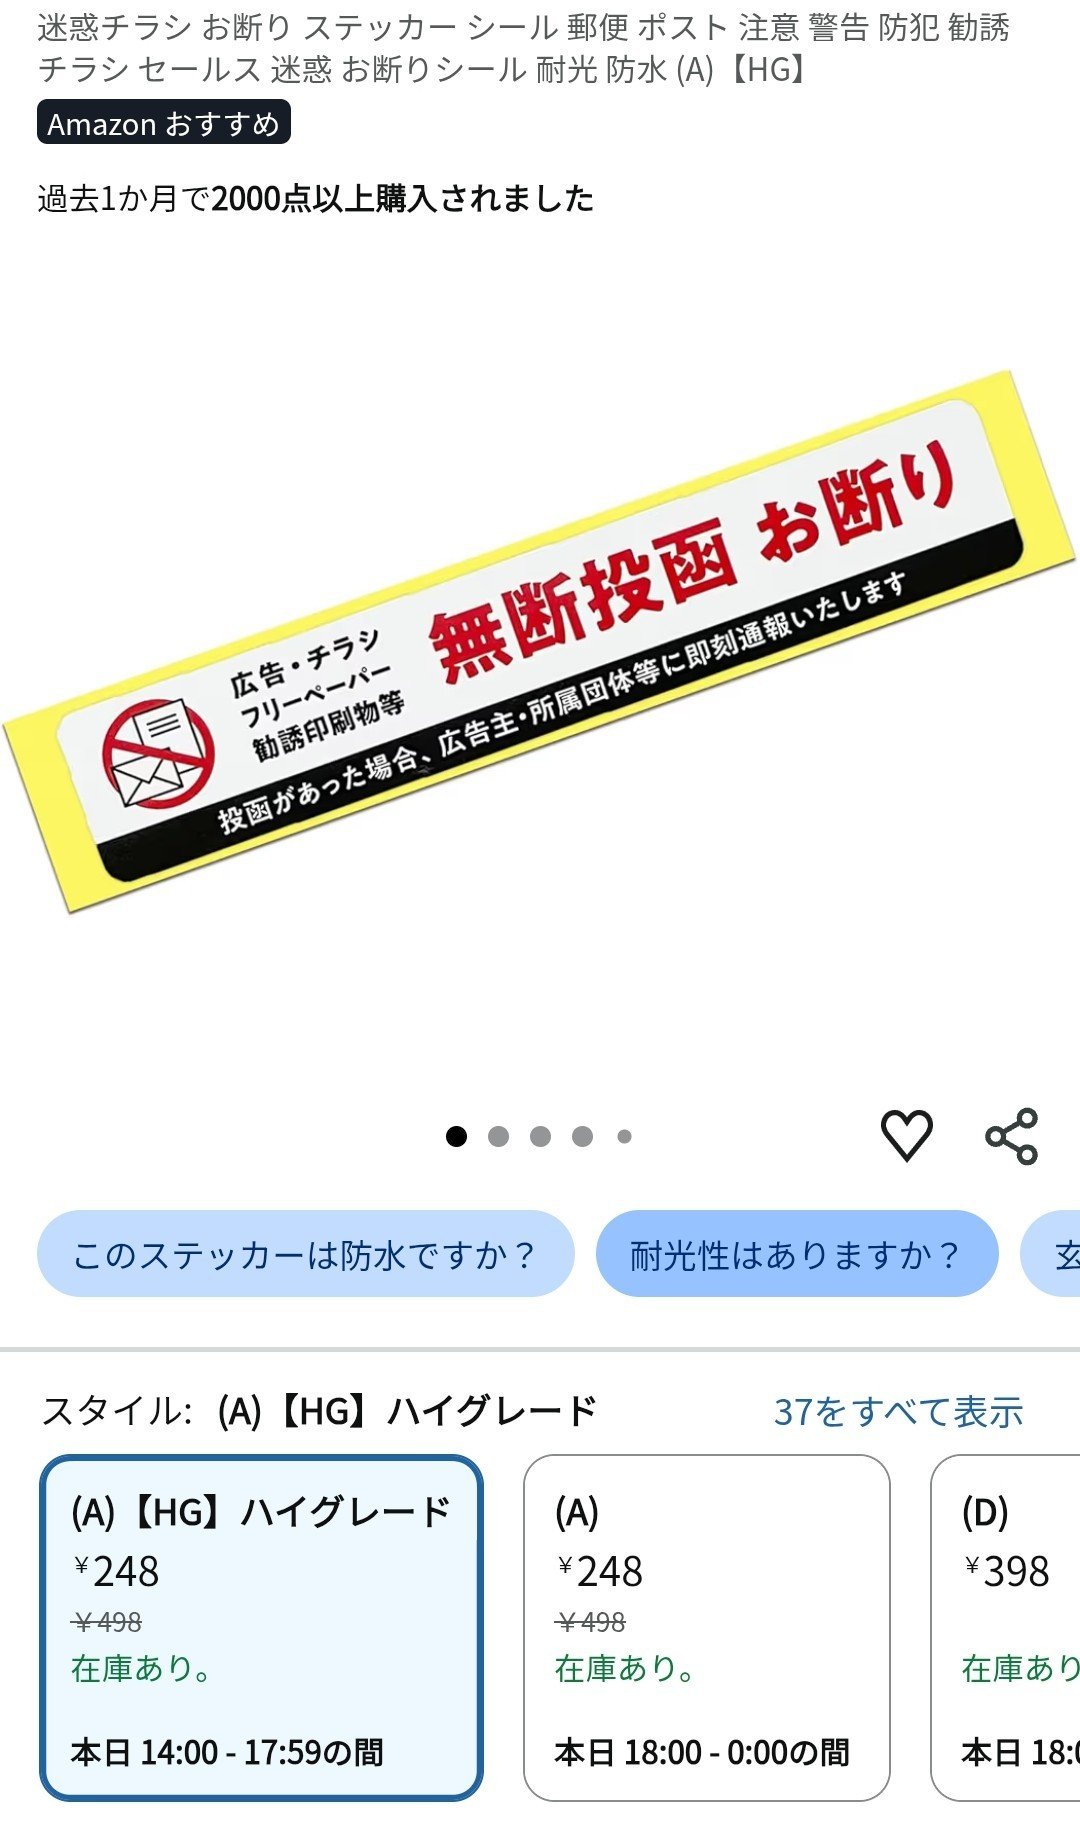 迷惑チラシ お断り ステッカー シール 郵便 ポスト 注意 警告 防犯 勧誘
チラシ セールス 迷惑 お断りシール 耐光 防水 (A)【HG】
Amazon おすすめ
過去1か月で2000点以上購入されました
広告・チラシ
フリーペーパー
勧誘印刷物等
無断投函 お断り
投函があった場合、広告主・所属団体等に即刻通報いたします
このステッカーは防水ですか？
耐光性はありますか？
玄
スタイル: (A)【HG】ハイグレード
37をすべて表示
(A)【HG】ハイグレード
¥248
¥498
在庫あり。
本日 14:00 - 17:59の間
(A)
¥248
¥498
在庫あり。
本日 18:00 - 0:00の間
(D)
¥398
在庫あり
本日 18:0